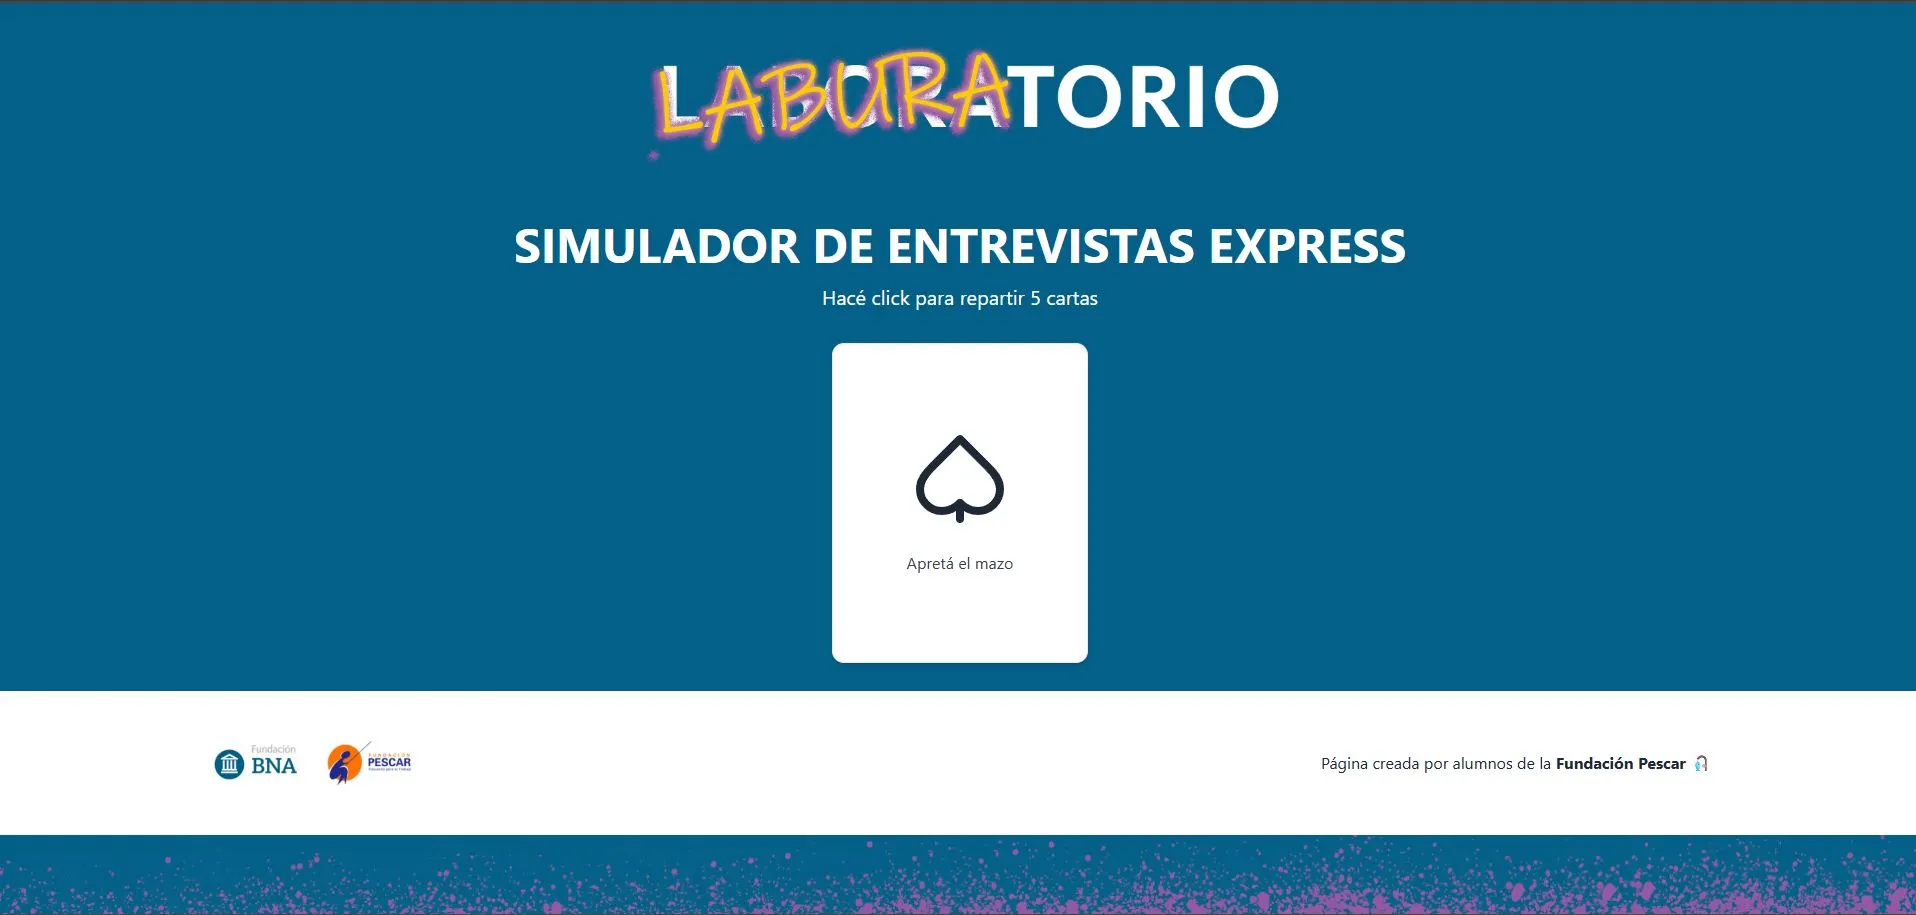 LABURATORIO
SIMULADOR DE ENTREVISTAS EXPRESS
Hacé click para repartir 5 cartas
Apretá el mazo
Fundación
BNA
FUNDACIÓN
PESCAR
Página creada por alumnos de la Fundación Pescar